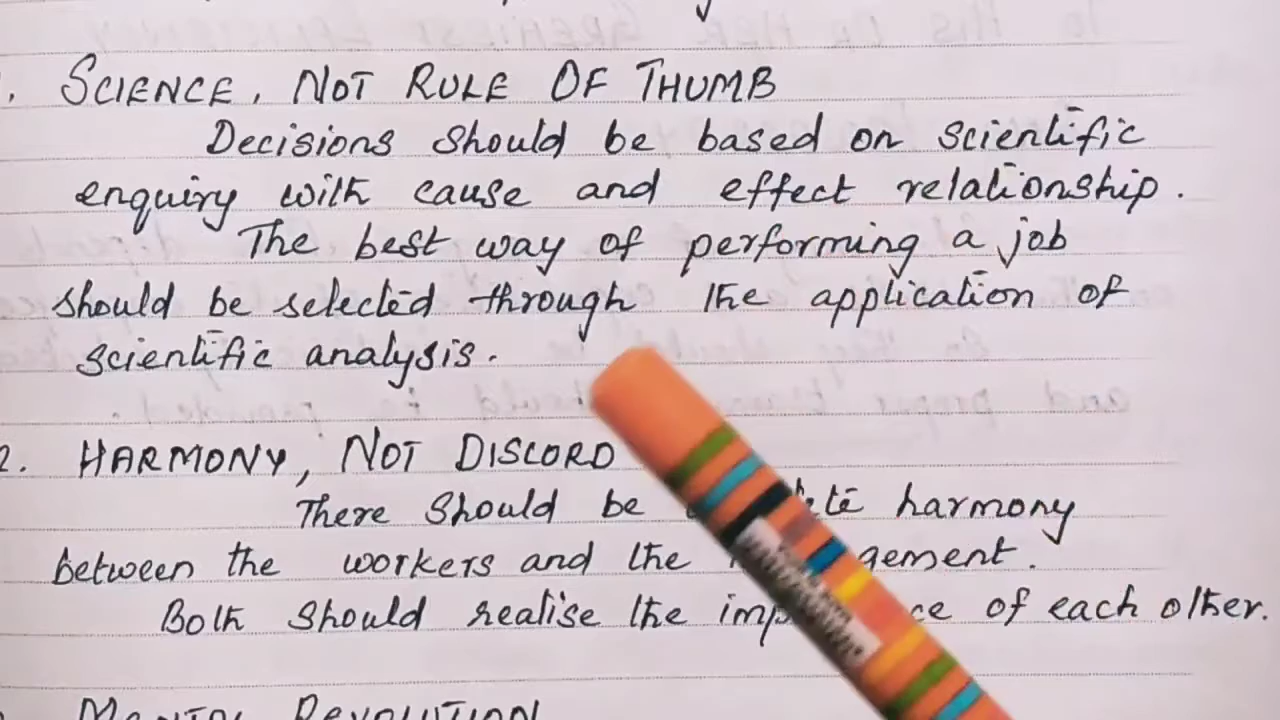 . SCIENCE, NOT RULE OF THUMB
Decisions should be based on scientific
enquiry with cause and effect relationship.
The best way of performing a job
should be selected through the application of
scientific analysis.
2. HARMONY, NOT DISCORD
There should be harmony
between the workers and the
Both should realise the of each other.
MENTAL REVOLUTION